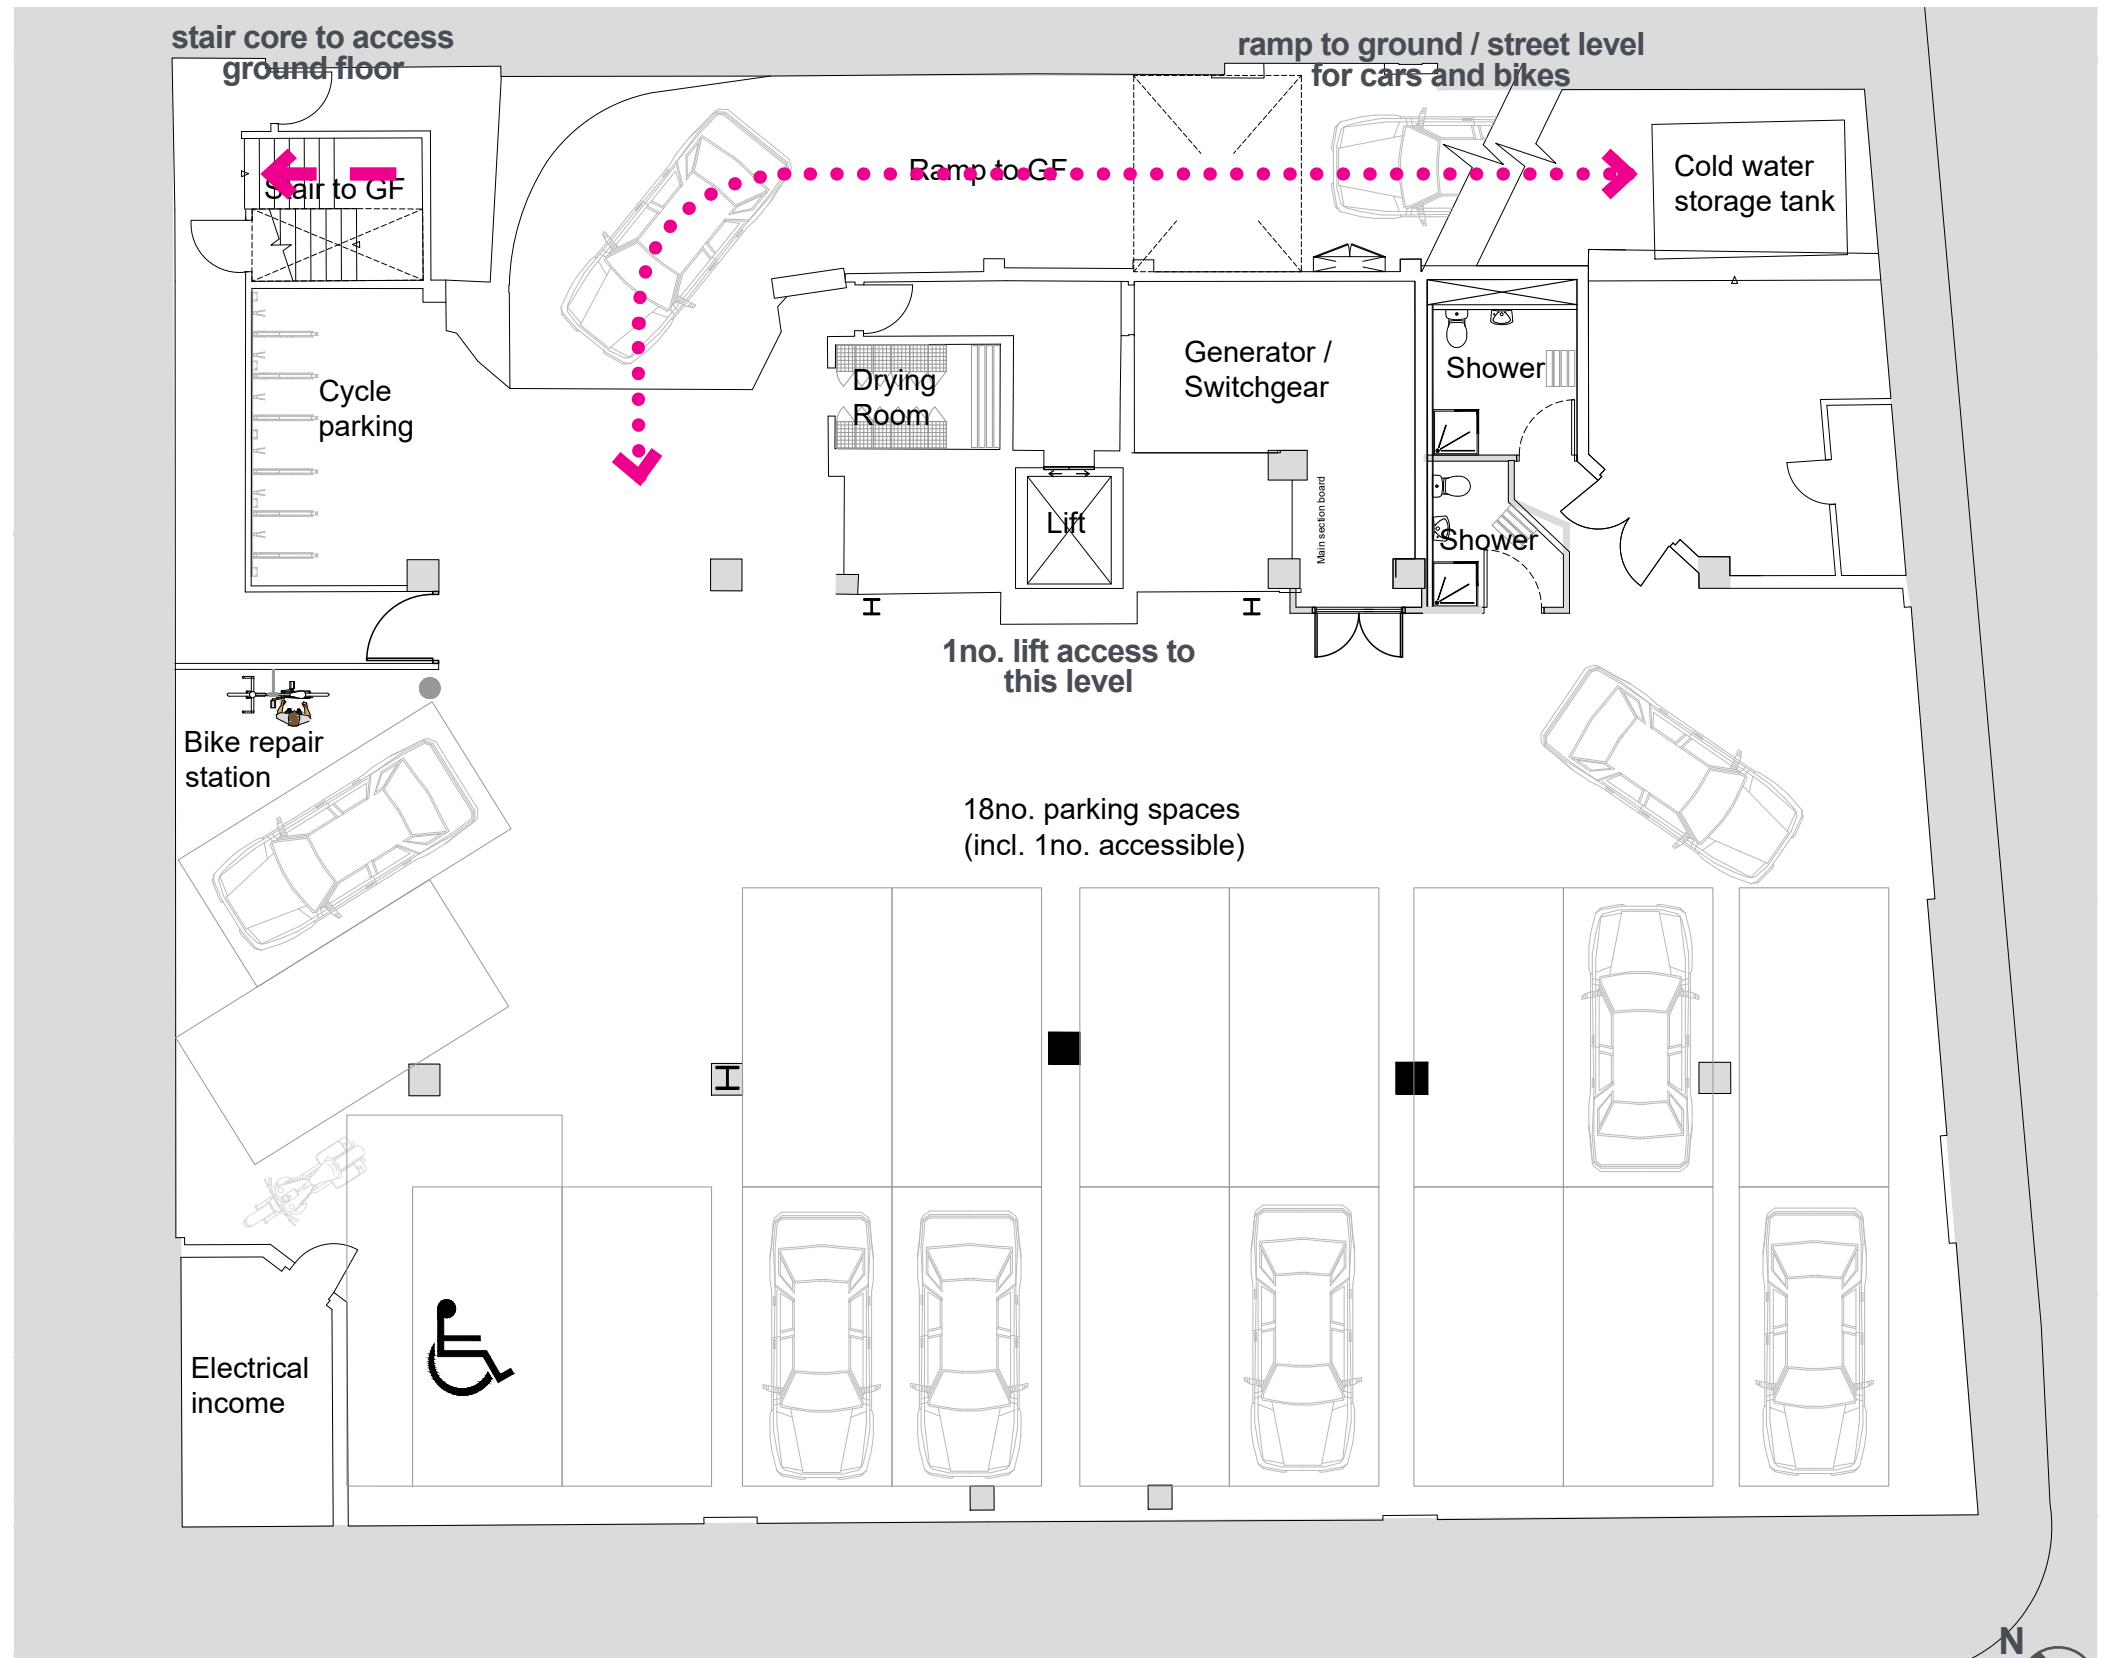 stair core to access
ground floor
ramp to ground / street level
for cars and bikes
Stair to GF
Ramp to GF
Cold water
storage tank
Cycle
parking
Drying
Room
Generator /
Switchgear
Shower
Lift
Main section board
Shower
1no. lift access to
this level
Bike repair
station
18no. parking spaces
(incl. 1no. accessible)
Electrical
income
N